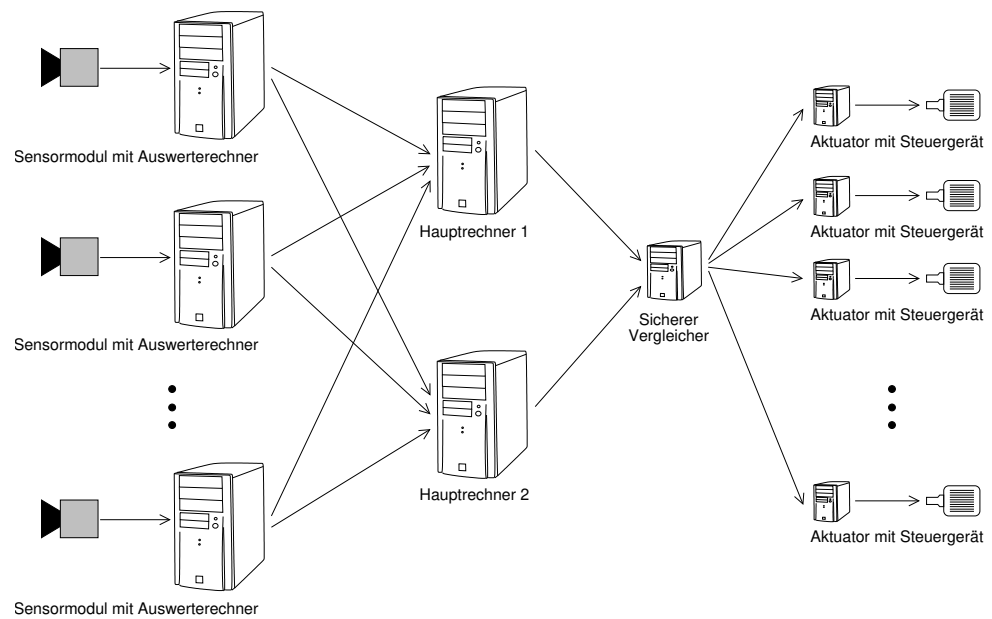 Sensormodul mit Auswerterechner
Sensormodul mit Auswerterechner
Sensormodul mit Auswerterechner
Hauptrechner 1
Hauptrechner 2
Sicherer
Vergleicher
Aktuator mit Steuergerät
Aktuator mit Steuergerät
Aktuator mit Steuergerät
Aktuator mit Steuergerät